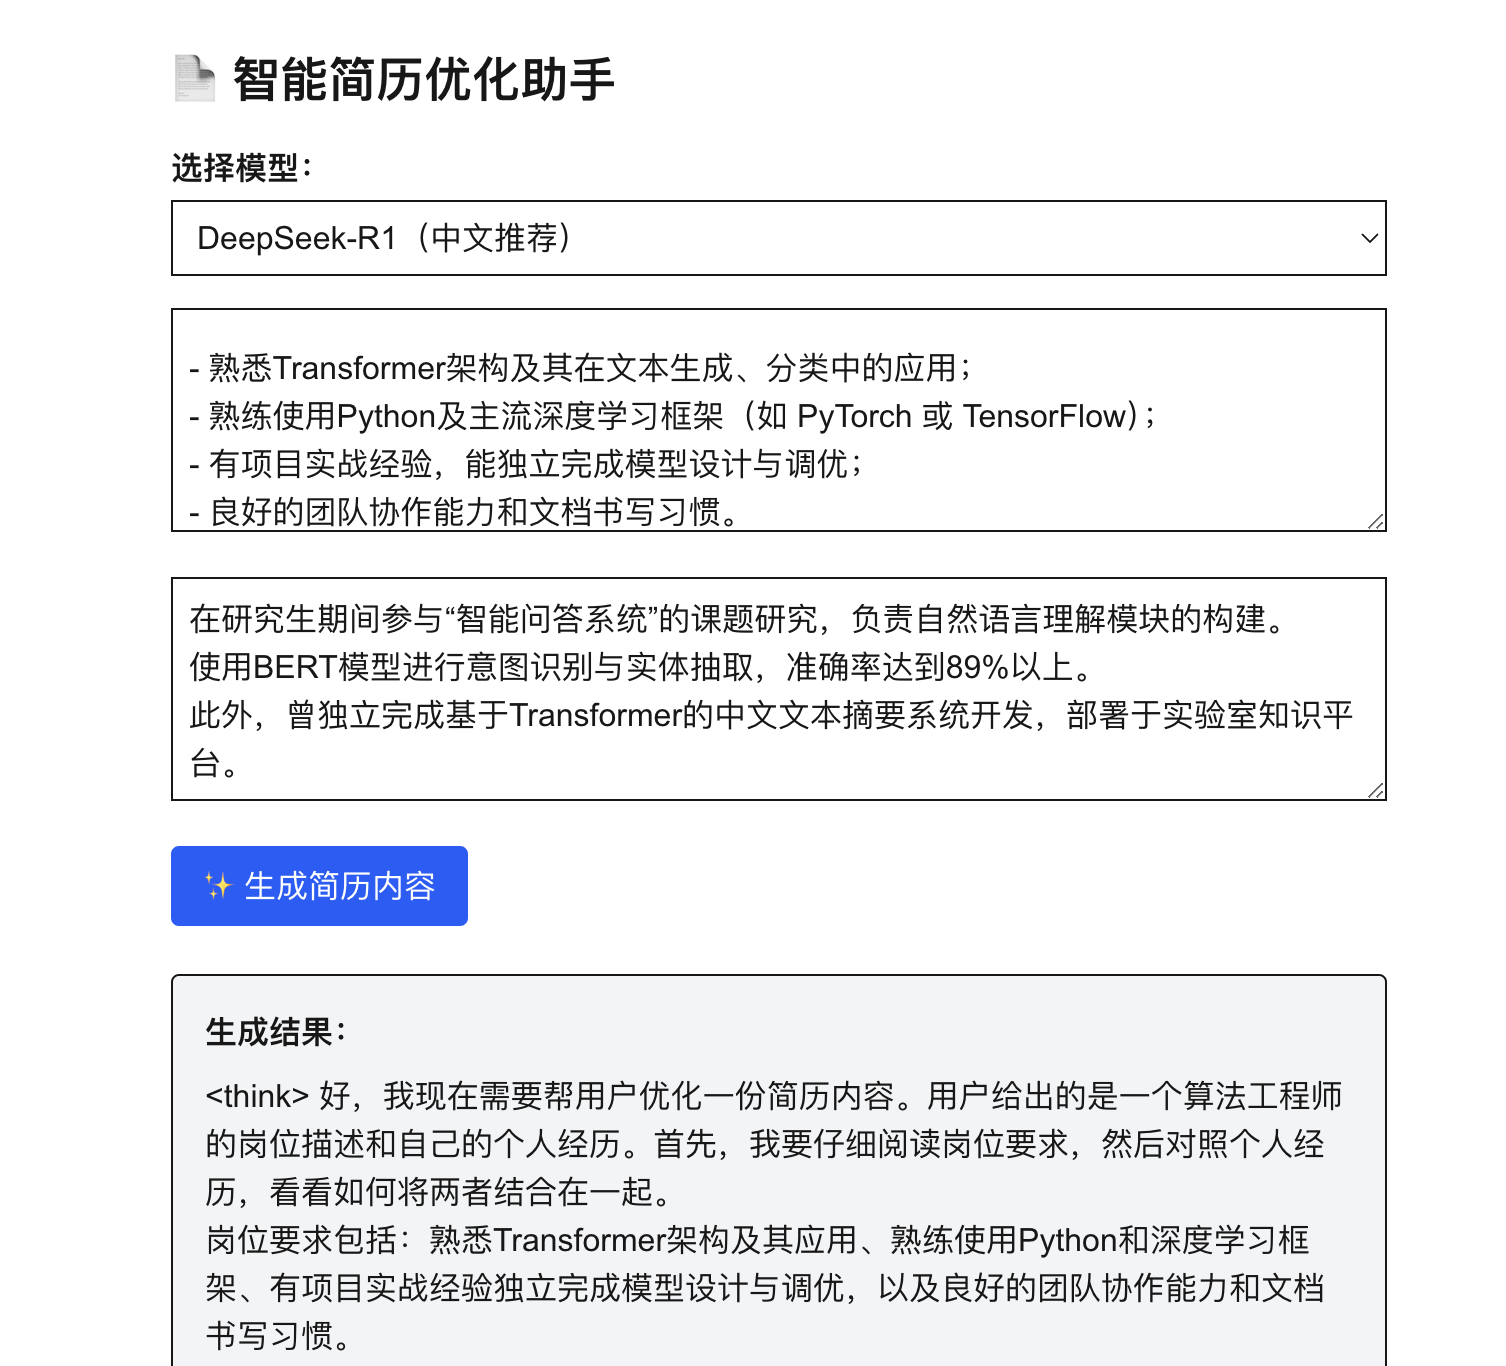 智能简历优化助手
选择模型：
DeepSeek-R1（中文推荐）
- 熟悉Transformer架构及其在文本生成、分类中的应用；
- 熟练使用Python及主流深度学习框架（如 PyTorch 或 TensorFlow）；
- 有项目实战经验，能独立完成模型设计与调优；
- 良好的团队协作能力和文档书写习惯。
在研究生期间参与“智能问答系统”的课题研究，负责自然语言理解模块的构建。
使用BERT模型进行意图识别与实体抽取，准确率达到89%以上。
此外，曾独立完成基于Transformer的中文文本摘要系统开发，部署于实验室知识平
台。
✨ 生成简历内容
生成结果：
<think> 好，我现在需要帮用户优化一份简历内容。用户给出的是一个算法工程师
的岗位描述和自己的个人经历。首先，我要仔细阅读岗位要求，然后对照个人经
历，看看如何将两者结合在一起。
岗位要求包括：熟悉Transformer架构及其应用、熟练使用Python和深度学习框
架、有项目实战经验独立完成模型设计与调优，以及良好的团队协作能力和文档
书写习惯。